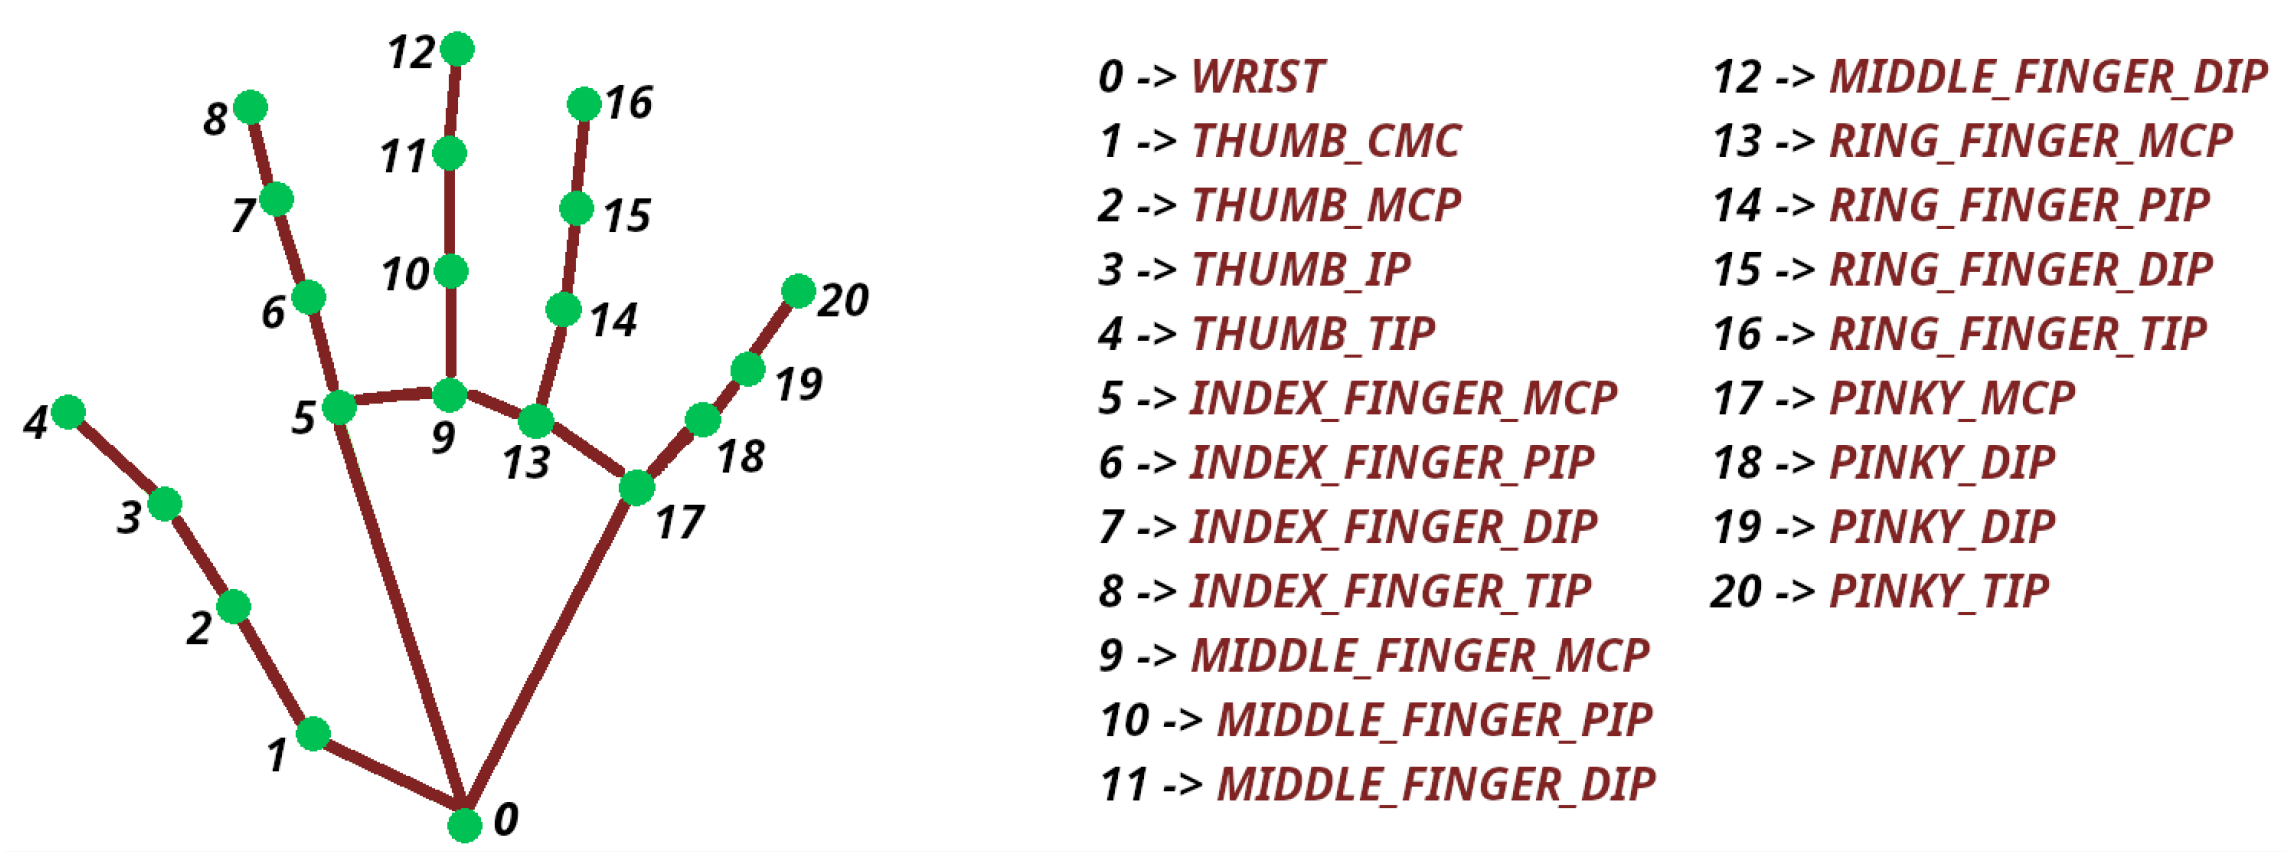 12
8
16
11
7
15
10
6
14
20
4
5
9
13
19
18
3
17
2
1
0
0 -> WRIST
1 -> THUMB_CMC
2 -> THUMB_MCP
3 -> THUMB_IP
4 -> THUMB_TIP
5 -> INDEX_FINGER_MCP
6 -> INDEX_FINGER_PIP
7 -> INDEX_FINGER_DIP
8 -> INDEX_FINGER_TIP
9 -> MIDDLE_FINGER_MCP
10 -> MIDDLE_FINGER_PIP
11 -> MIDDLE_FINGER_DIP
12 -> MIDDLE_FINGER_DIP
13 -> RING_FINGER_MCP
14 -> RING_FINGER_PIP
15 -> RING_FINGER_DIP
16 -> RING_FINGER_TIP
17 -> PINKY_MCP
18 -> PINKY_DIP
19 -> PINKY_DIP
20 -> PINKY_TIP